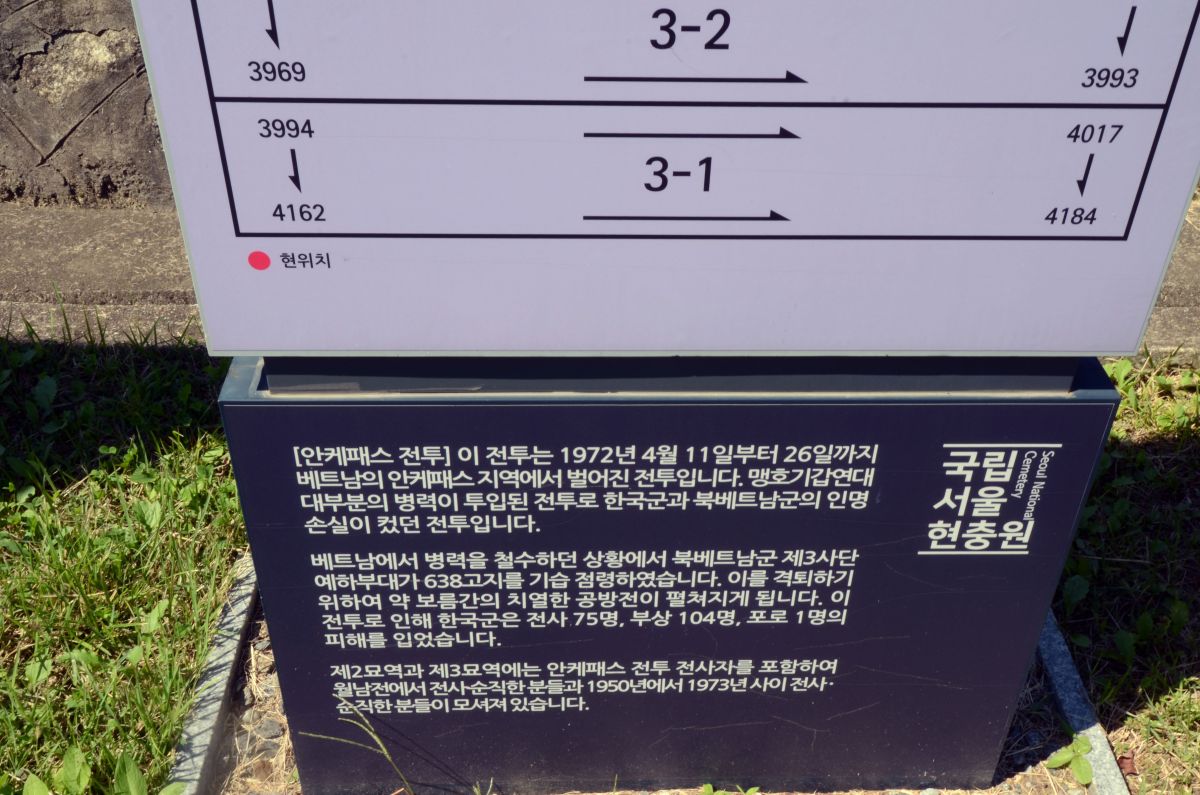 3-2
3969
3993
3994
4017
3-1
4162
4184
현위치
[안케패스 전투] 이 전투는 1972년 4월 11일부터 26일까지
베트남의 안케패스 지역에서 벌어진 전투입니다. 맹호기갑연대
대부분의 병력이 투입된 전투로 한국군과 북베트남군의 인명
손실이 컸던 전투입니다.
베트남에서 병력을 철수하던 상황에서 북베트남군 제3사단
예하부대가 638고지를 기습 점령하였습니다. 이를 격퇴하기
위하여 약 보름간의 치열한 공방전이 펼쳐지게 됩니다. 이
전투로 인해 한국군은 전사 75명, 부상 104명, 포로 1명의
피해를 입었습니다.
제2묘역과 제3묘역에는 안케패스 전투 전사자를 포함하여
월남전에서 전사·순직한 분들과 1950년에서 1973년 사이 전사·
순직한 분들이 모셔져 있습니다.
국립
서울
현충원
Seoul National
Cemetery